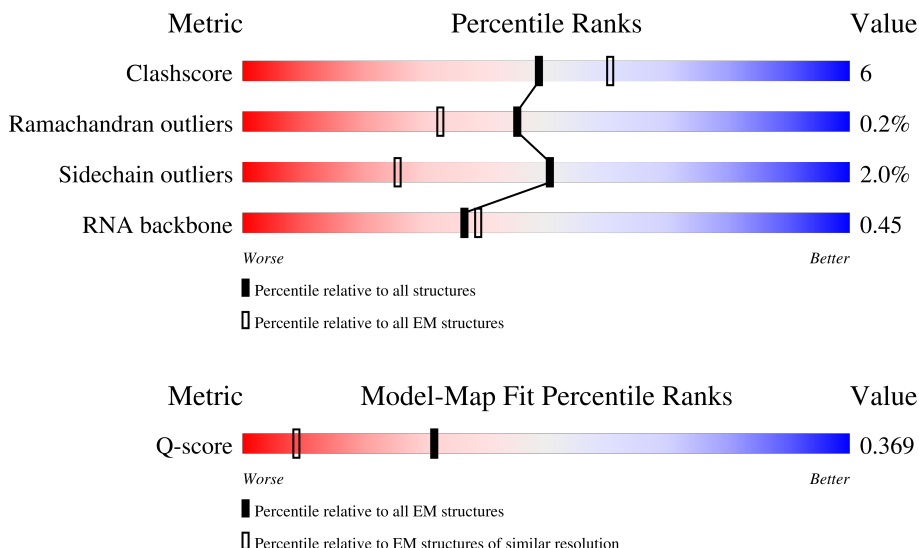 Metric Percentile Ranks Value
Clashscore 6
Ramachandran outliers 0.2%
Sidechain outliers 2.0%
RNA backbone 0.45
Worse Better
Percentile relative to all structures
Percentile relative to all EM structures
Metric Model-Map Fit Percentile Ranks Value
Q-score 0.369
Worse Better
Percentile relative to all EM structures
Percentile relative to EM structures of similar resolution